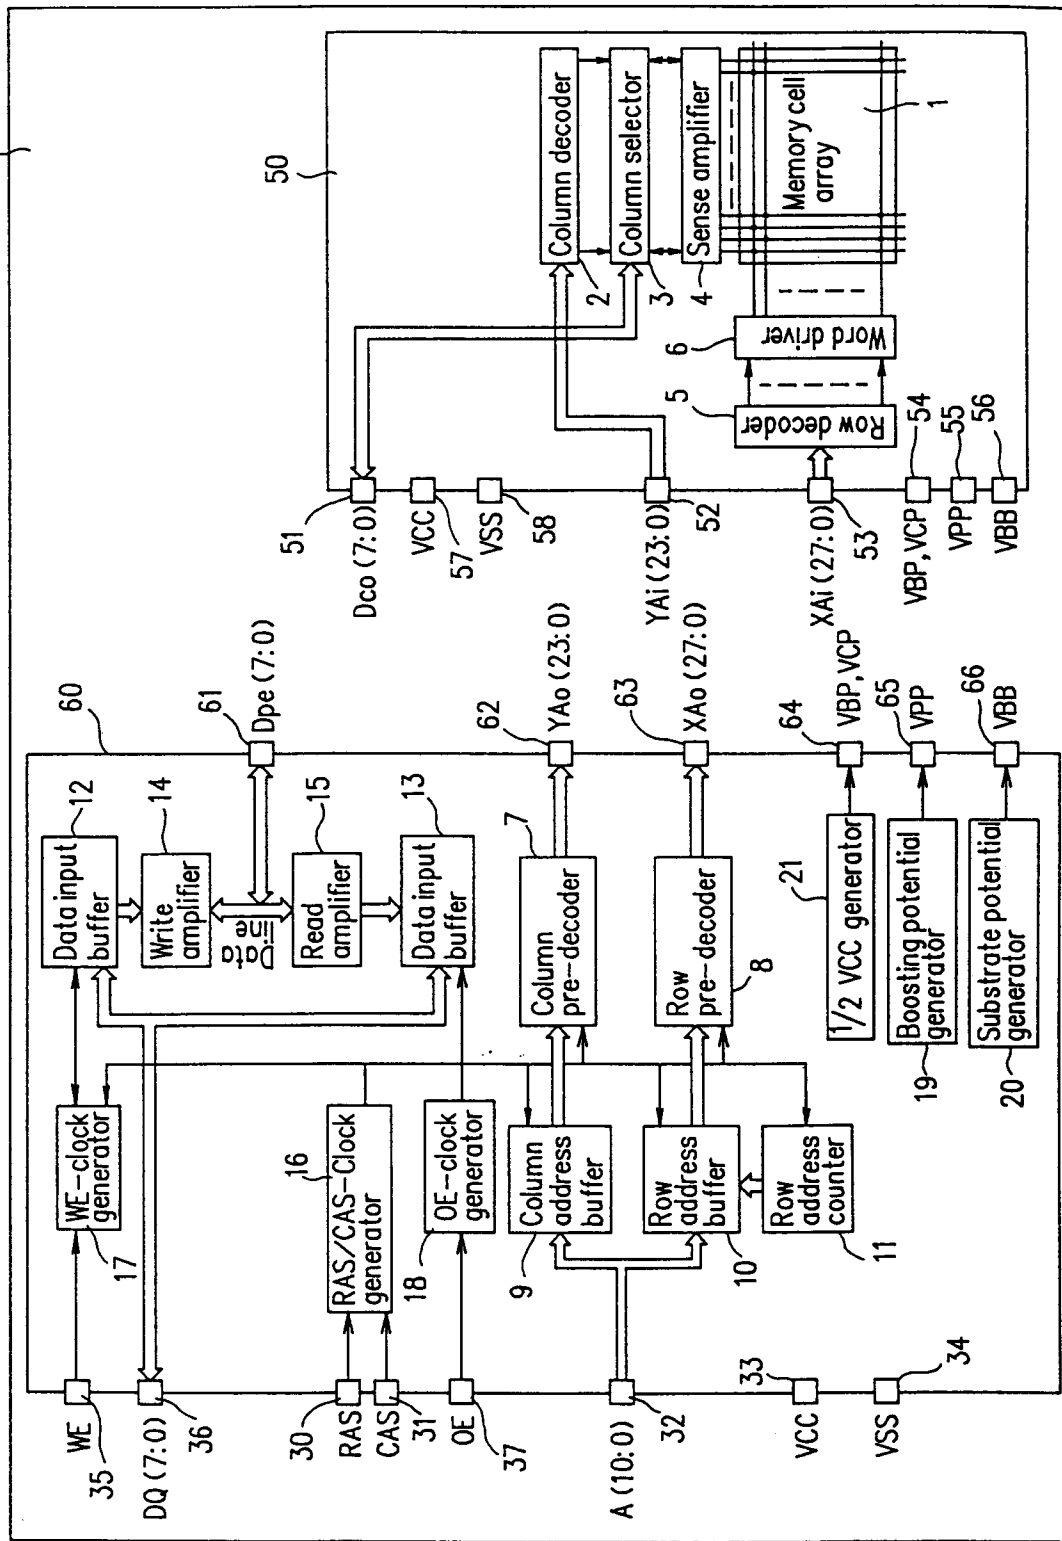 WE
35
DQ (7:0)
36
30
RAS
CAS
31
OE
37
A (10:0)
32
33
VCC
34
VSS
WE-clock
generator
17
16
RAS/CAS-Clock
generator
18
OE-clock
generator
Column
address
buffer
9
Row
address
buffer
10
Row
address
counter
11
Data input
buffer
12
Write
amplifier
14
Data
line
Read
amplifier
15
Data input
buffer
13
Column
pre-decoder
7
Row
pre-decoder
8
21
1/2 VCC generator
Boosting potential
generator
19
Substrate potential
generator
20
60
61
Dpe (7:0)
62
YAo (23:0)
63
XAo (27:0)
64
VBP, VCP
65
VPP
66
VBB
50
51
Dco (7:0)
VCC
57
VSS
58
YAi (23:0)
52
XAi (27:0)
53
VBP, VCP
54
VPP
55
VBB
56
Column decoder
2
Column selector
3
Sense amplifier
4
Memory cell
array
1
5
Row decoder
6
Word driver